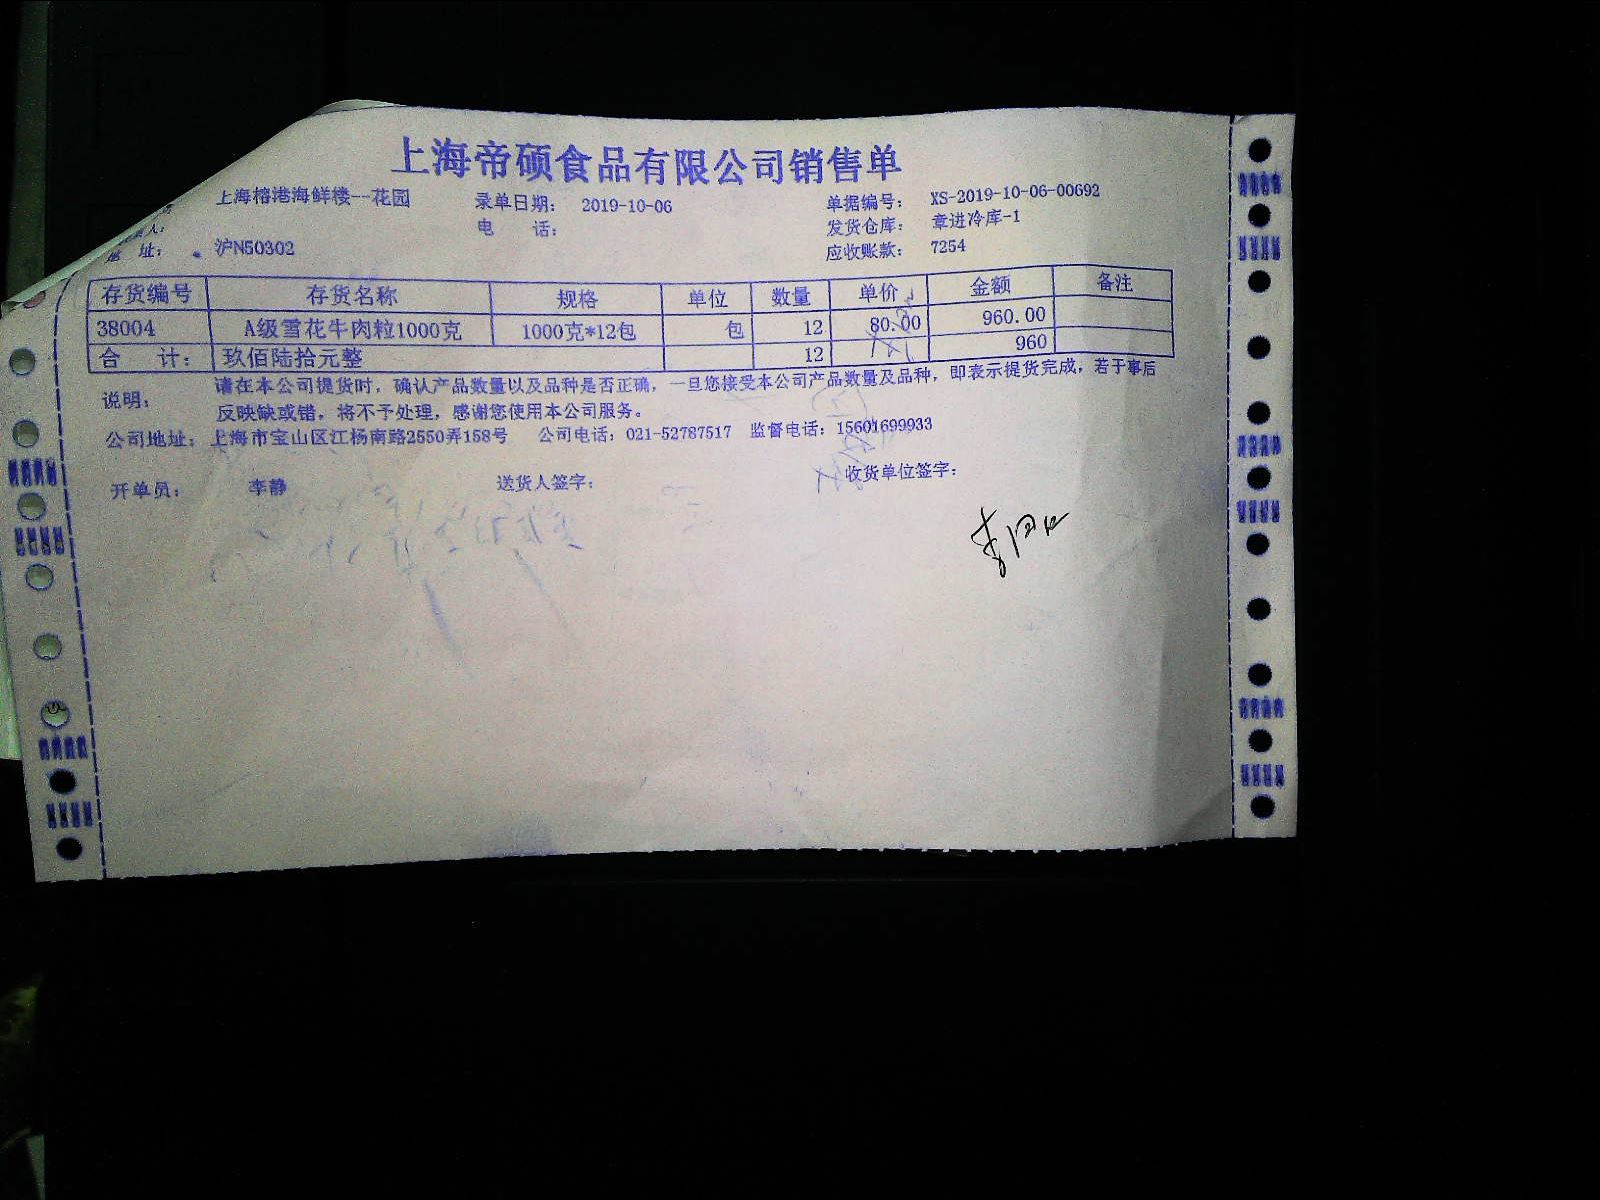 上海帝硕食品有限公司销售单
上海榕港海鲜楼--花园 录单日期： 2019-10-06 单据编号： XS-2019-10-06-00692
人： 电 话： 发货仓库： 章进冷库-1
地 址： 沪N50302 应收账款： 7254
存货编号 存货名称 规格 单位 数量 单价 金额 备注
38004 A级雪花牛肉粒1000克 1000克*12包 包 12 80.00 960.00
合 计： 玖佰陆拾元整 12 960
说明： 请在本公司提货时，确认产品数量以及品种是否正确，一旦您接受本公司产品数量及品种，即表示提货完成，若于事后
反映缺或错，将不予处理，感谢您使用本公司服务。
公司地址：上海市宝山区江杨南路2550弄158号 公司电话：021-52787517 监督电话：15601699933
开单员： 李静 送货人签字： 收货单位签字：